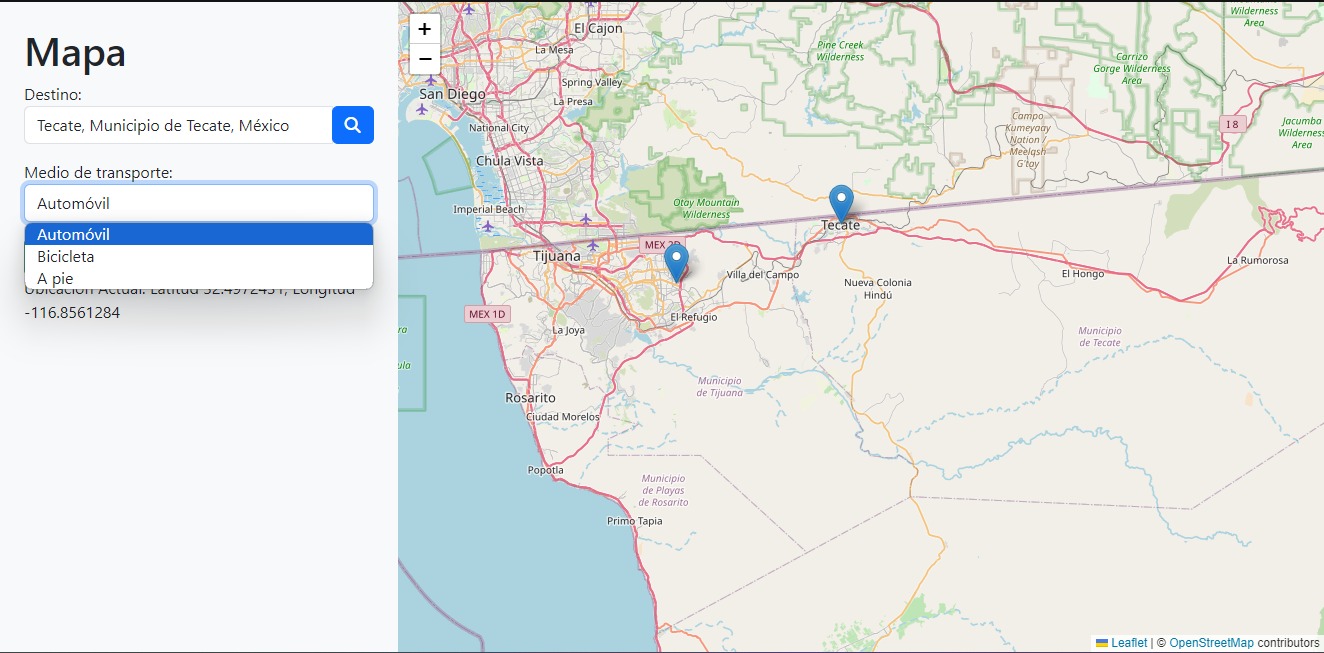 Mapa
Destino:
Tecate, Municipio de Tecate, México
Medio de transporte:
Automóvil
Automóvil
Bicicleta
A pie
Ubicación Actual: Latitud 32.4972431, Longitud
-116.8561284
+
−
El Cajon
La Mesa
Spring Valley
San Diego
La Presa
National City
Chula Vista
Imperial Beach
Otay Mountain
Wilderness
Pine Creek
Wilderness
Wilderness
Area
Carrizo
Gorge Wilderness
Area
Campo
Kumeyaay
Nation
Meelqsh
G'tay
I 8
Jacumba
Wilderness
Area
Tijuana
MEX 2D
Tecate
Villa del Campo
El Hongo
La Rumorosa
Nueva Colonia
Hindú
MEX 1D
La Joya
El Refugio
Municipio
de Tecate
Municipio
de Tijuana
Rosarito
Ciudad Morelos
Popotla
Municipio
de Playas
de Rosarito
Primo Tapia
Leaflet | © OpenStreetMap contributors